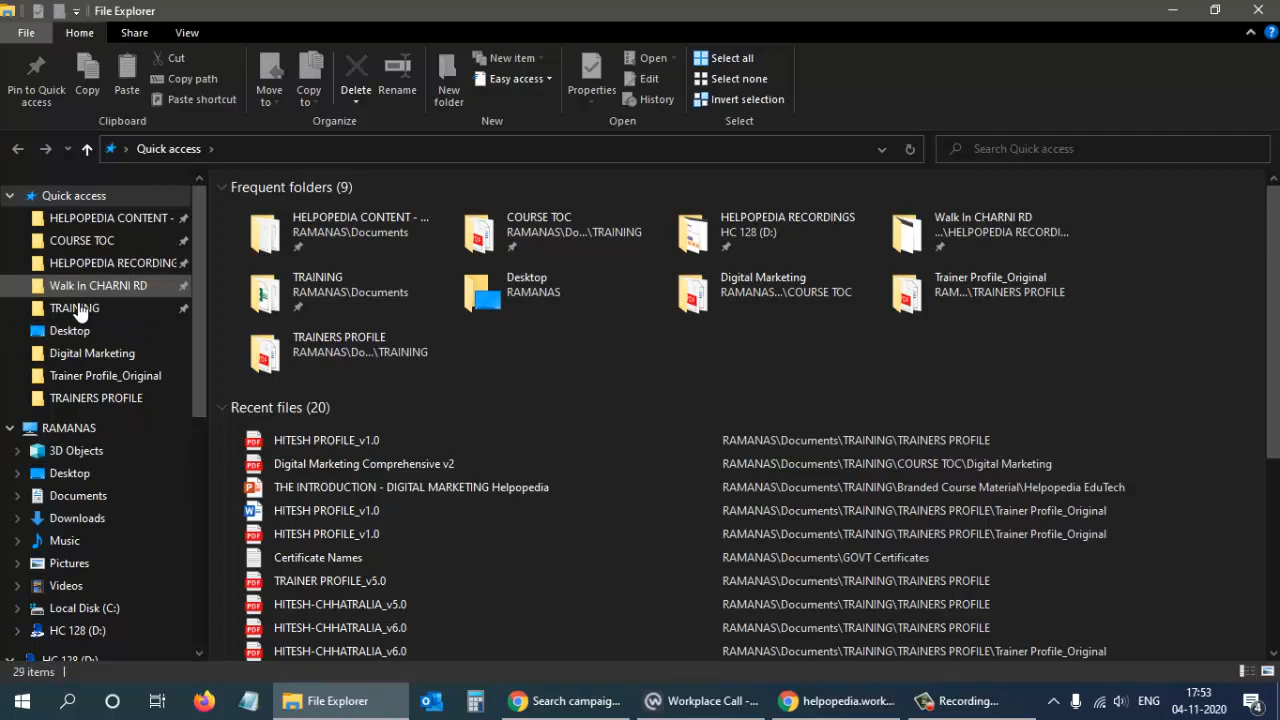 File Explorer
File Home Share View
Pin to Quick access
Copy
Paste
Cut
Copy path
Paste shortcut
Clipboard
Move to
Copy to
Delete
Rename
Organize
New folder
New item
Easy access
New
Properties
Open
Edit
History
Open
Select all
Select none
Invert selection
Select
Quick access
Search Quick access
Quick access
HELPOPEDIA CONTENT -
COURSE TOC
HELPOPEDIA RECORDING
Walk In CHARNI RD
TRAINING
Desktop
Digital Marketing
Trainer Profile_Original
TRAINERS PROFILE
RAMANAS
3D Objects
Desktop
Documents
Downloads
Music
Pictures
Videos
Local Disk (C:)
HC 128 (D:)
HC 128 (D:)
Frequent folders (9)
HELPOPEDIA CONTENT - ...
RAMANAS\Documents
COURSE TOC
RAMANAS\Do...\TRAINING
HELPOPEDIA RECORDINGS
HC 128 (D:)
Walk In CHARNI RD
...\HELPOPEDIA RECORDI...
TRAINING
RAMANAS\Documents
Desktop
RAMANAS
Digital Marketing
RAMANAS...\COURSE TOC
Trainer Profile_Original
RAM...\TRAINERS PROFILE
TRAINERS PROFILE
RAMANAS\Do...\TRAINING
Recent files (20)
HITESH PROFILE_v1.0 RAMANAS\Documents\TRAINING\TRAINERS PROFILE
Digital Marketing Comprehensive v2 RAMANAS\Documents\TRAINING\COURSE TOC\Digital Marketing
THE INTRODUCTION - DIGITAL MARKETING Helpopedia RAMANAS\Documents\TRAINING\Branded Course Material\Helpopedia EduTech
HITESH PROFILE_v1.0 RAMANAS\Documents\TRAINING\TRAINERS PROFILE\Trainer Profile_Original
HITESH PROFILE_v1.0 RAMANAS\Documents\TRAINING\TRAINERS PROFILE\Trainer Profile_Original
Certificate Names RAMANAS\Documents\GOVT Certificates
TRAINER PROFILE_v5.0 RAMANAS\Documents\TRAINING\TRAINERS PROFILE
HITESH-CHHATRALIA_v5.0 RAMANAS\Documents\TRAINING\TRAINERS PROFILE
HITESH-CHHATRALIA_v6.0 RAMANAS\Documents\TRAINING\TRAINERS PROFILE
HITESH-CHHATRALIA_v6.0 RAMANAS\Documents\TRAINING\TRAINERS PROFILE\Trainer Profile_Original
29 items
File Explorer
Search campaig...
Workplace Call -...
helpopedia.work...
Recording...
ENG
17:53
04-11-2020
4